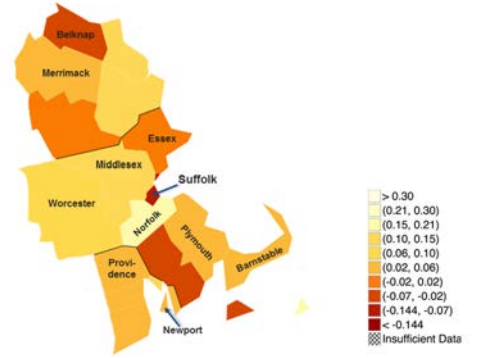 Belknap
Merrimack
Essex
Middlesex
Suffolk
Worcester
Norfolk
Plymouth
Provi-
dence
Barnstable
Newport
> 0.30
(0.21, 0.30)
(0.15, 0.21)
(0.10, 0.15)
(0.06, 0.10)
(0.02, 0.06)
(-0.02, 0.02)
(-0.07, -0.02)
(-0.144, -0.07)
< -0.144
Insufficient Data